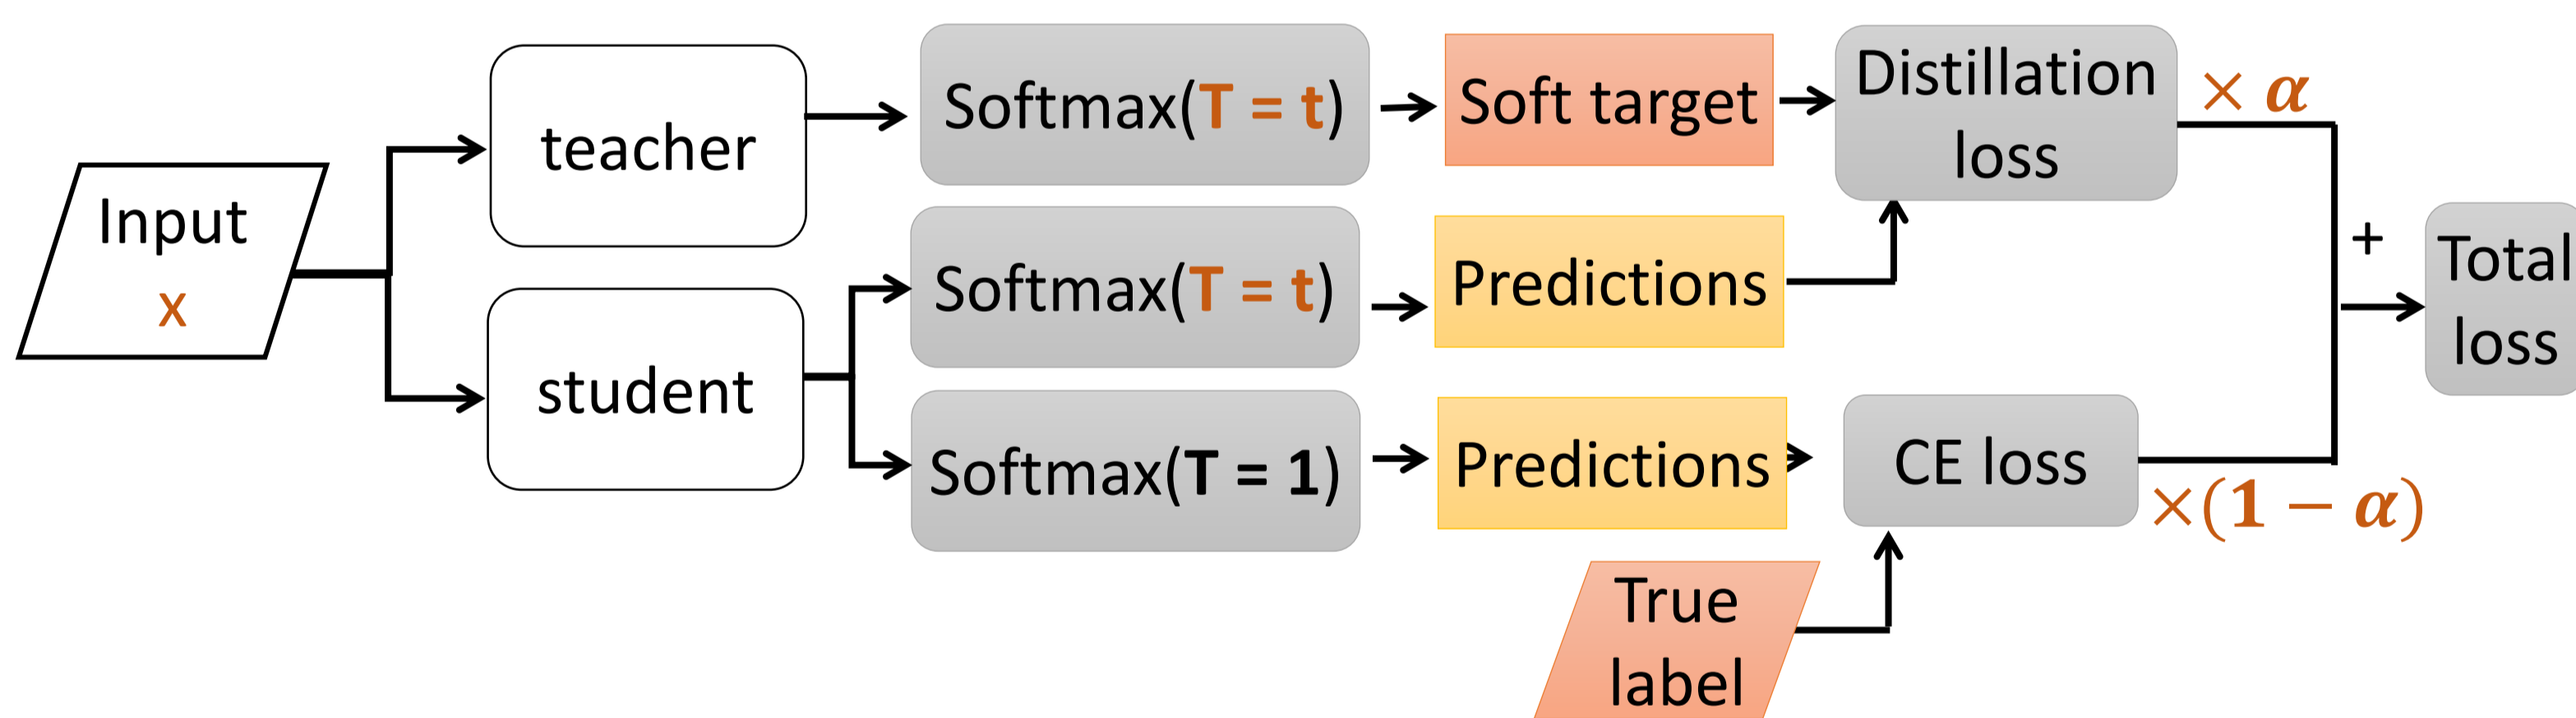 Input
x
teacher
student
Softmax(T = t)
Softmax(T = t)
Softmax(T = 1)
Soft target
Predictions
Predictions
True
label
Distillation
loss
CE loss
× α
×(1 − α)
+
Total
loss